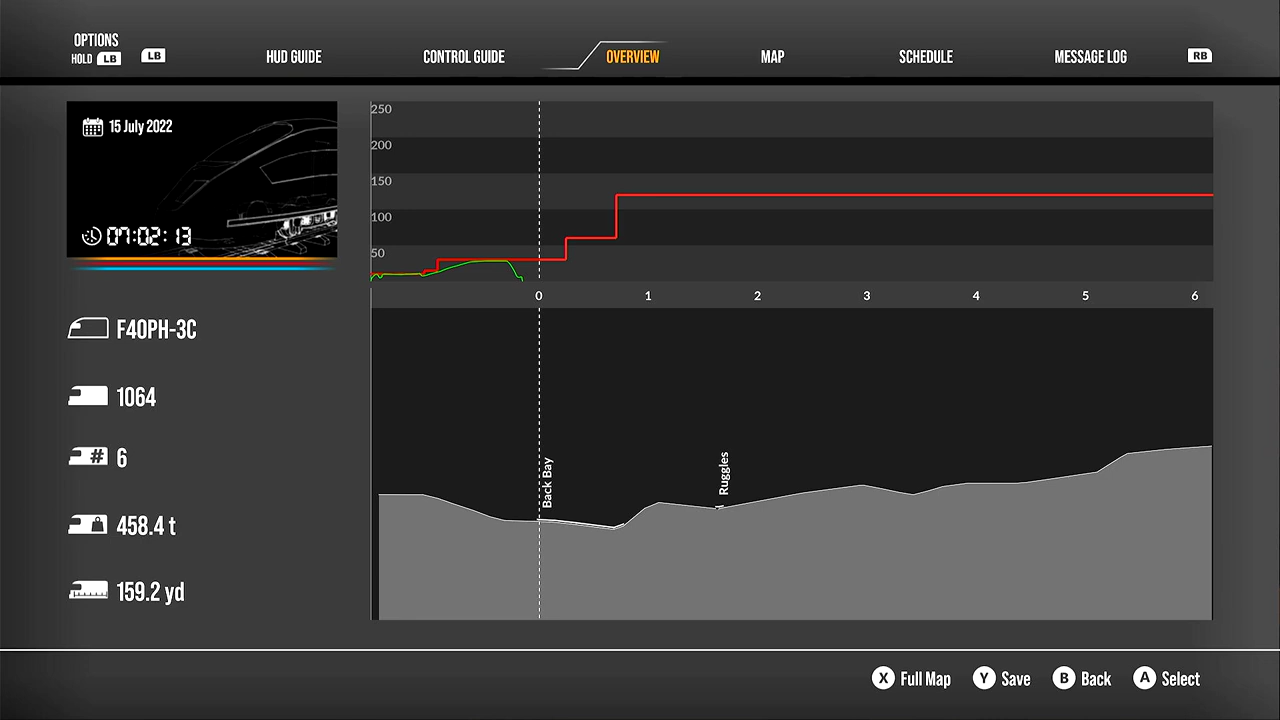 OPTIONS
HOLD LB
LB
HUD GUIDE
CONTROL GUIDE
OVERVIEW
MAP
SCHEDULE
MESSAGE LOG
RB
15 July 2022
07:02:13
F40PH-3C
1064
#
6
458.4 t
159.2 yd
250
200
150
100
50
0
1
2
3
4
5
6
Back Bay
Ruggles
X Full Map
Y Save
B Back
A Select